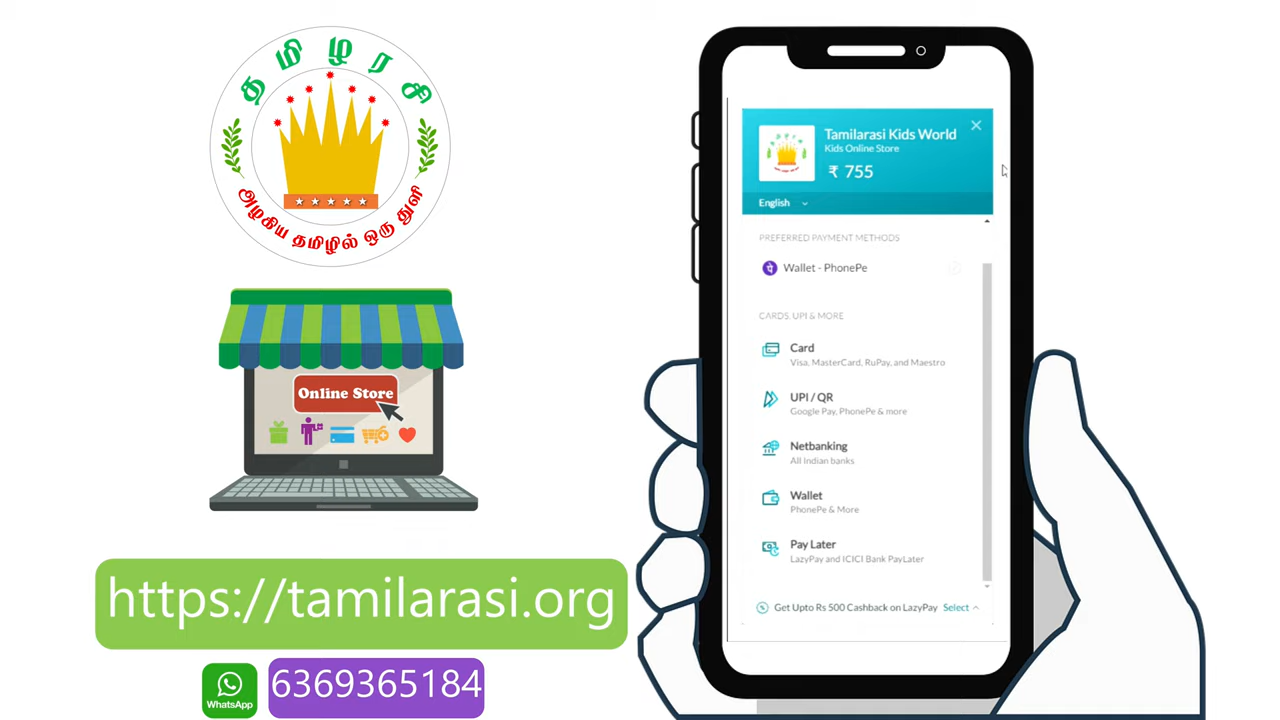 தமிழரசி
அழகிய தமிழில் ஒரு துளி
Online Store
https://tamilarasi.org
WhatsApp
6369365184
Tamilarasi Kids World
Kids Online Store
₹ 755
English
PREFERRED PAYMENT METHODS
Wallet - PhonePe
CARDS, UPI & MORE
Card
Visa, MasterCard, RuPay, and Maestro
UPI / QR
Google Pay, PhonePe & more
Netbanking
All Indian banks
Wallet
PhonePe & More
Pay Later
LazyPay and ICICI Bank PayLater
Get Upto Rs 500 Cashback on LazyPay Select